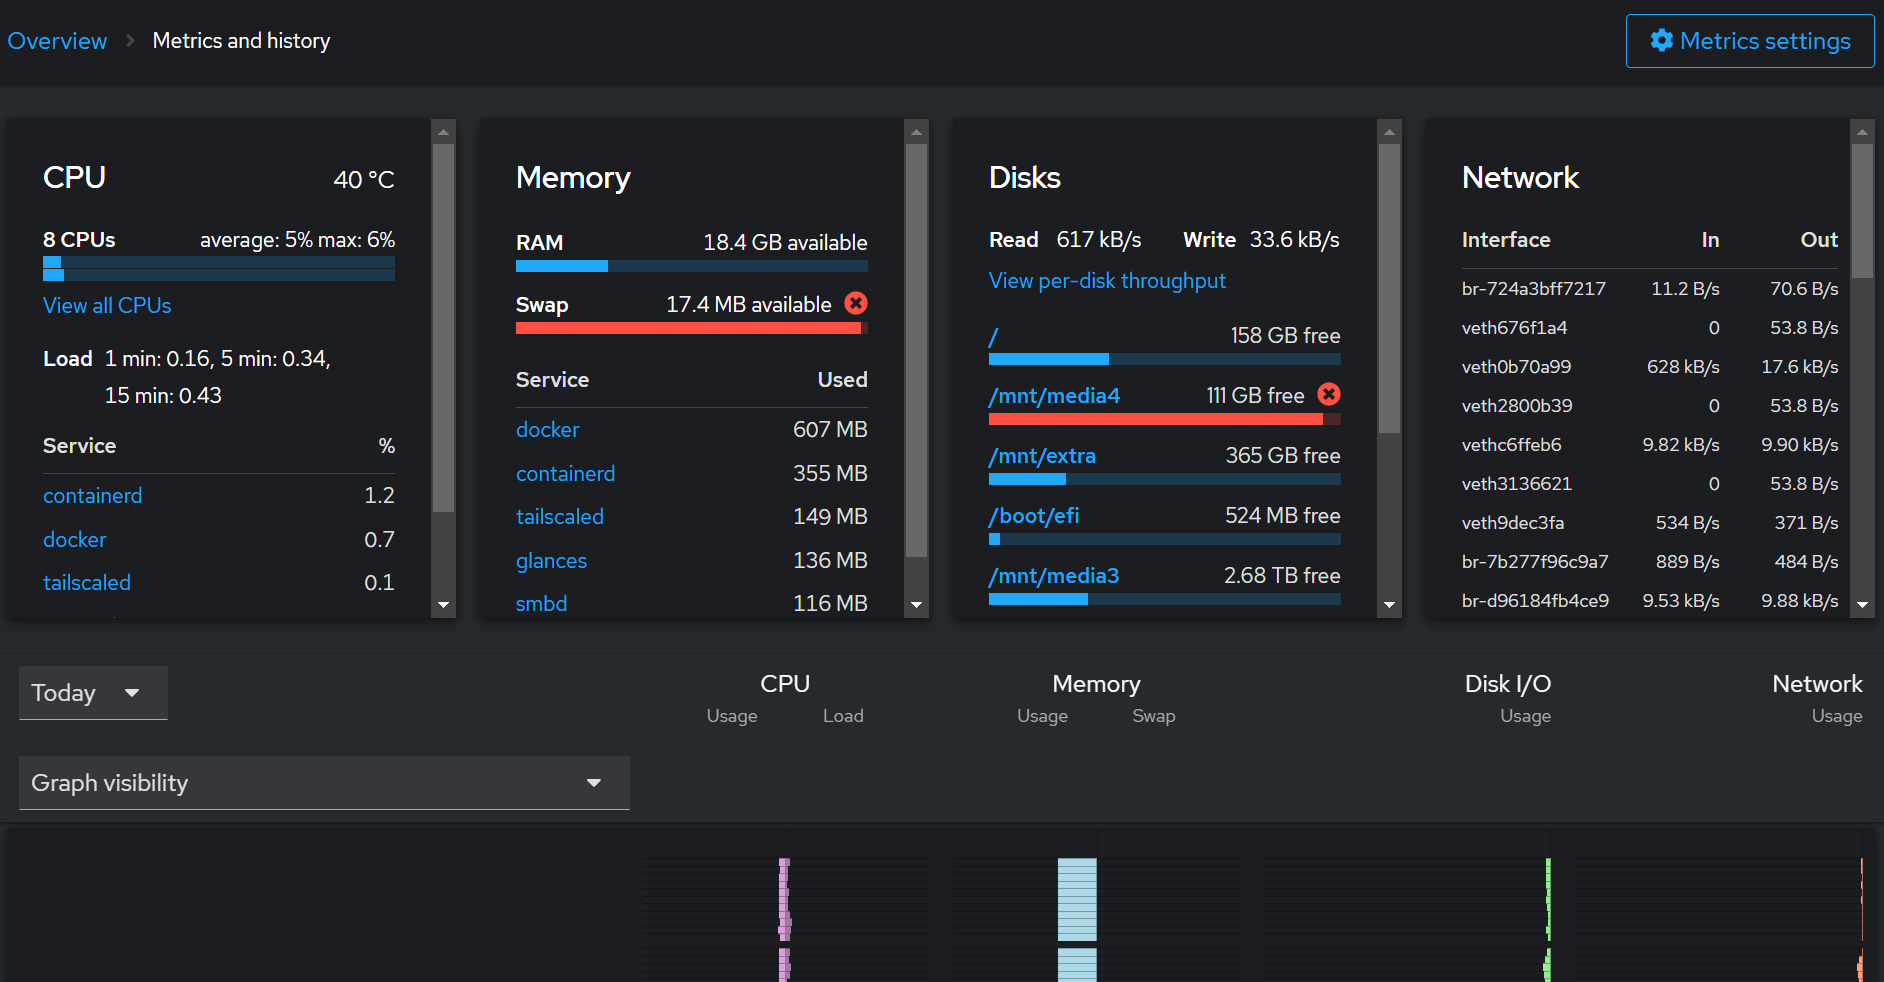 Overview > Metrics and history
Metrics settings
CPU 40 °C
8 CPUs average: 5% max: 6%
View all CPUs
Load 1 min: 0.16, 5 min: 0.34,
15 min: 0.43
Service %
containerd 1.2
docker 0.7
tailscaled 0.1
Memory
RAM 18.4 GB available
Swap 17.4 MB available
Service Used
docker 607 MB
containerd 355 MB
tailscaled 149 MB
glances 136 MB
smbd 116 MB
Disks
Read 617 kB/s Write 33.6 kB/s
View per-disk throughput
/ 158 GB free
/mnt/media4 111 GB free
/mnt/extra 365 GB free
/boot/efi 524 MB free
/mnt/media3 2.68 TB free
Network
Interface In Out
br-724a3bff7217 11.2 B/s 70.6 B/s
veth676f1a4 0 53.8 B/s
veth0b70a99 628 kB/s 17.6 kB/s
veth2800b39 0 53.8 B/s
vethc6ffeb6 9.82 kB/s 9.90 kB/s
veth3136621 0 53.8 B/s
veth9dec3fa 534 B/s 371 B/s
br-7b277f96c9a7 889 B/s 484 B/s
br-d96184fb4ce9 9.53 kB/s 9.88 kB/s
Today
Graph visibility
CPU
Usage Load
Memory
Usage Swap
Disk I/O
Usage
Network
Usage